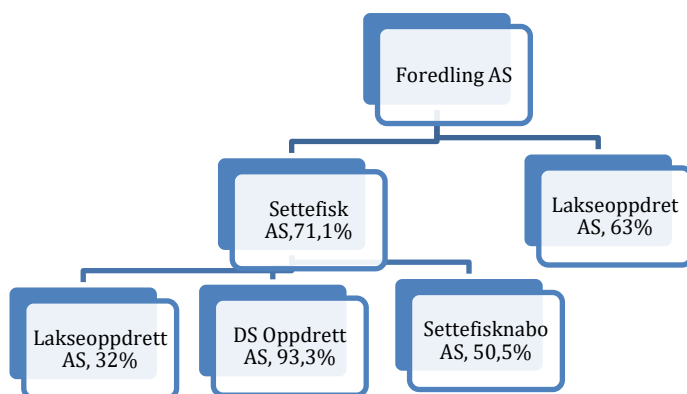 Foredling AS
Settefisk
AS,71,1%
Lakseoppdret
AS, 63%
Lakseoppdrett
AS, 32%
DS Oppdrett
AS, 93,3%
Settefisknabo
AS, 50,5%